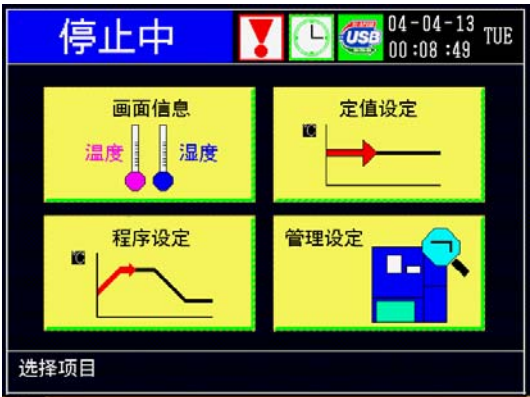 停止中
USB
04-04-13 TUE
00:08:49
画面信息
温度 湿度
定值设定
℃
程序设定
℃
管理设定
选择项目